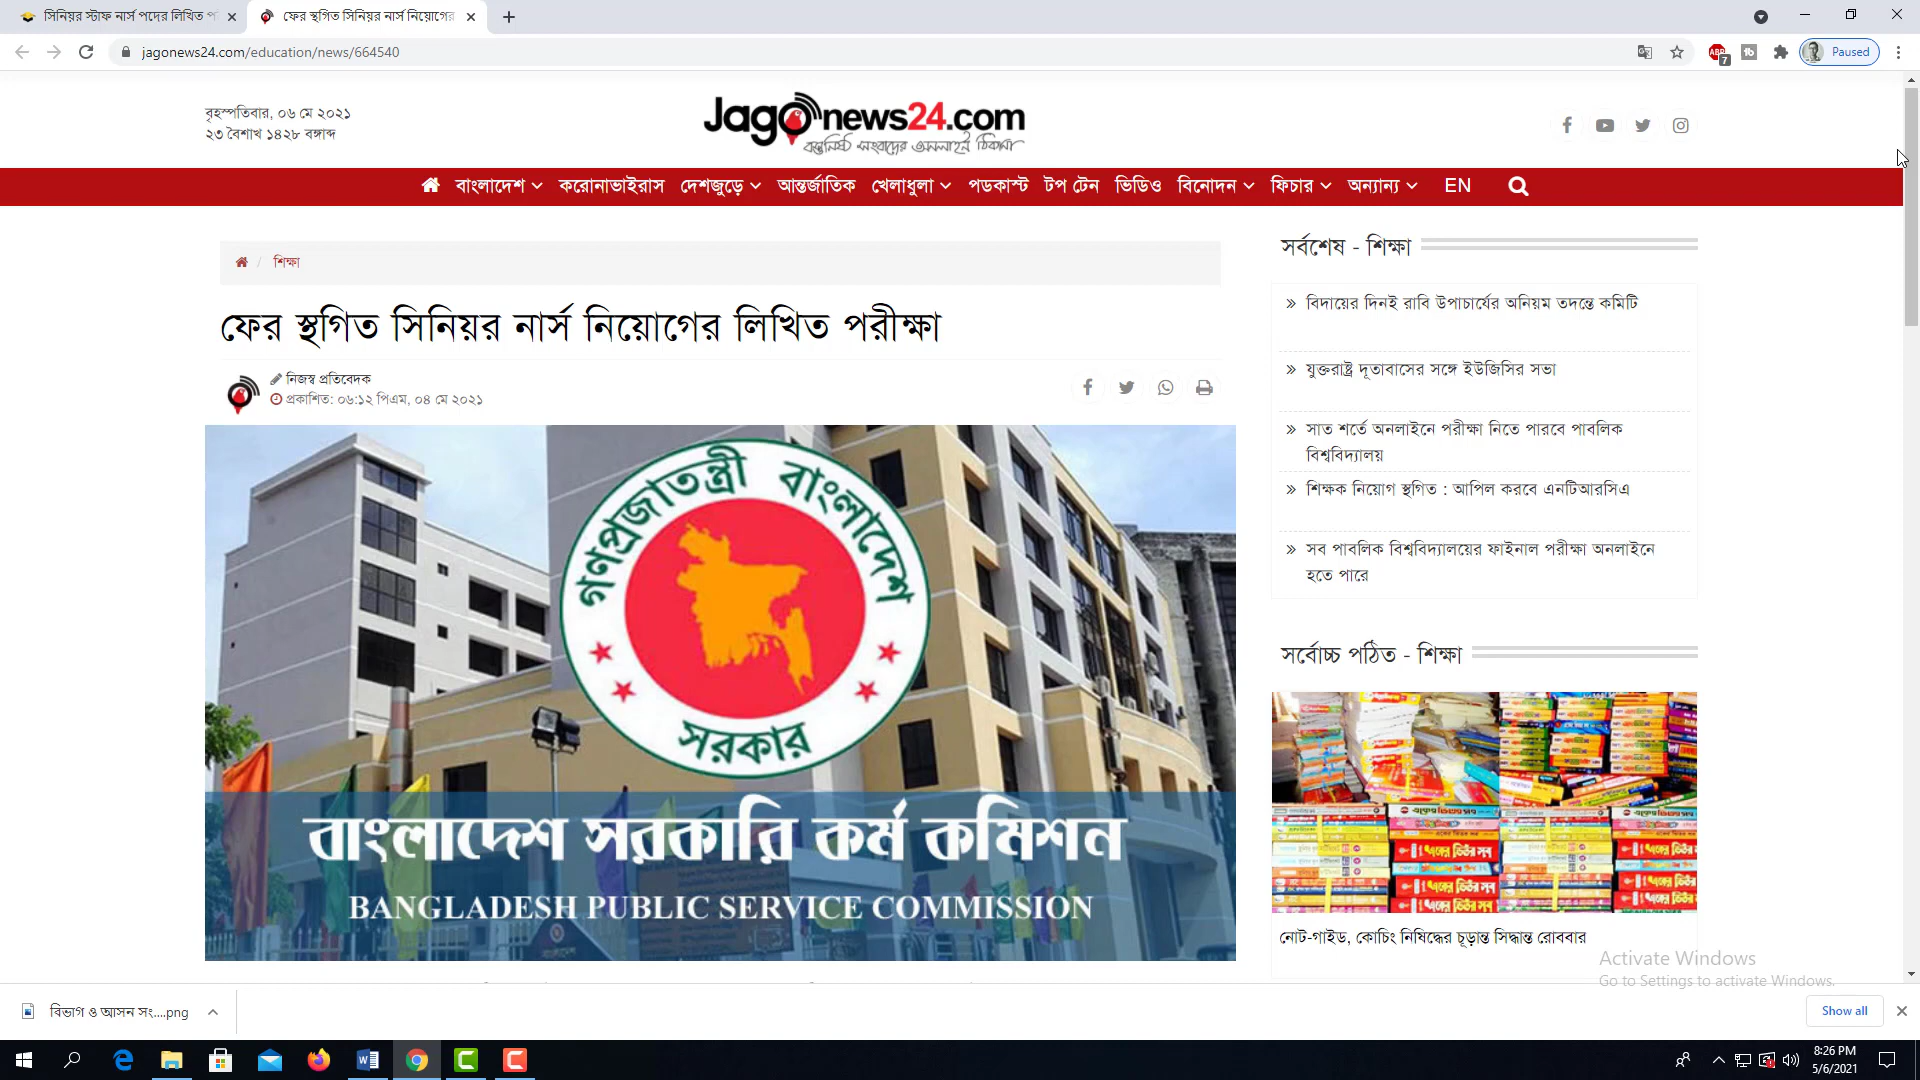 সিনিয়র স্টাফ নার্স পদের লিখিত প
ফের স্থগিত সিনিয়র নার্স নিয়োগের
jagonews24.com/education/news/664540
ABP
7
Paused
বৃহস্পতিবার, ০৬ মে ২০২১
২৩ বৈশাখ ১৪২৮ বঙ্গাব্দ
Jagonews24.com
বস্তুনিষ্ঠ সংবাদের অনলাইন ঠিকানা
বাংলাদেশ করোনাভাইরাস দেশজুড়ে আন্তর্জাতিক খেলাধুলা পডকাস্ট টপ টেন ভিডিও বিনোদন ফিচার অন্যান্য EN
/ শিক্ষা
ফের স্থগিত সিনিয়র নার্স নিয়োগের লিখিত পরীক্ষা
নিজস্ব প্রতিবেদক
প্রকাশিত: ০৬:১২ পিএম, ০৪ মে ২০২১
গণপ্রজাতন্ত্রী বাংলাদেশ
সরকার
বাংলাদেশ সরকারি কর্ম কমিশন
BANGLADESH PUBLIC SERVICE COMMISSION
সর্বশেষ - শিক্ষা
» বিদায়ের দিনই রাবি উপাচার্যের অনিয়ম তদন্তে কমিটি
» যুক্তরাষ্ট্র দূতাবাসের সঙ্গে ইউজিসির সভা
» সাত শর্তে অনলাইনে পরীক্ষা নিতে পারবে পাবলিক
বিশ্ববিদ্যালয়
» শিক্ষক নিয়োগ স্থগিত : আপিল করবে এনটিআরসিএ
» সব পাবলিক বিশ্ববিদ্যালয়ের ফাইনাল পরীক্ষা অনলাইনে
হতে পারে
সর্বোচ্চ পঠিত - শিক্ষা
নোট-গাইড, কোচিং নিষিদ্ধের চূড়ান্ত সিদ্ধান্ত রোববার
Activate Windows
Go to Settings to activate Windows.
বিভাগ ও আসন সং....png
Show all
8:26 PM
5/6/2021